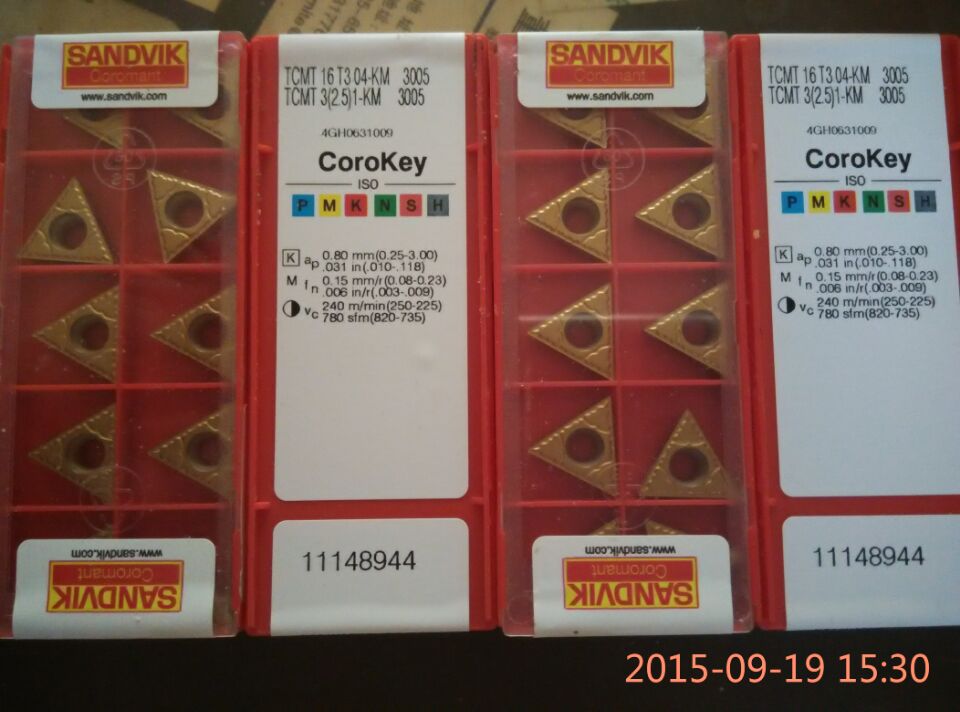 SANDVIK
Coromant
www.sandvik.com
TCMT 16 T3 04-KM 3005
TCMT 3(2.5)1-KM 3005
4GH0631009
CoroKey
ISO
P M K N S H
K ap 0.80 mm(0.25-3.00)
.031 in(.010-.118)
M fn 0.15 mm/r(0.08-0.23)
.006 in/r(.003-.009)
vc 240 m/min(250-225)
780 sfm(820-735)
11148944
www.sandvik.com
Coromant
SANDVIK
SANDVIK
Coromant
www.sandvik.com
TCMT 16 T3 04-KM 3005
TCMT 3(2.5)1-KM 3005
4GH0631009
CoroKey
ISO
P M K N S H
K ap 0.80 mm(0.25-3.00)
.031 in(.010-.118)
M fn 0.15 mm/r(0.08-0.23)
.006 in/r(.003-.009)
vc 240 m/min(250-225)
780 sfm(820-735)
11148944
www.sandvik.com
Coromant
SANDVIK
2015-09-19 15:30